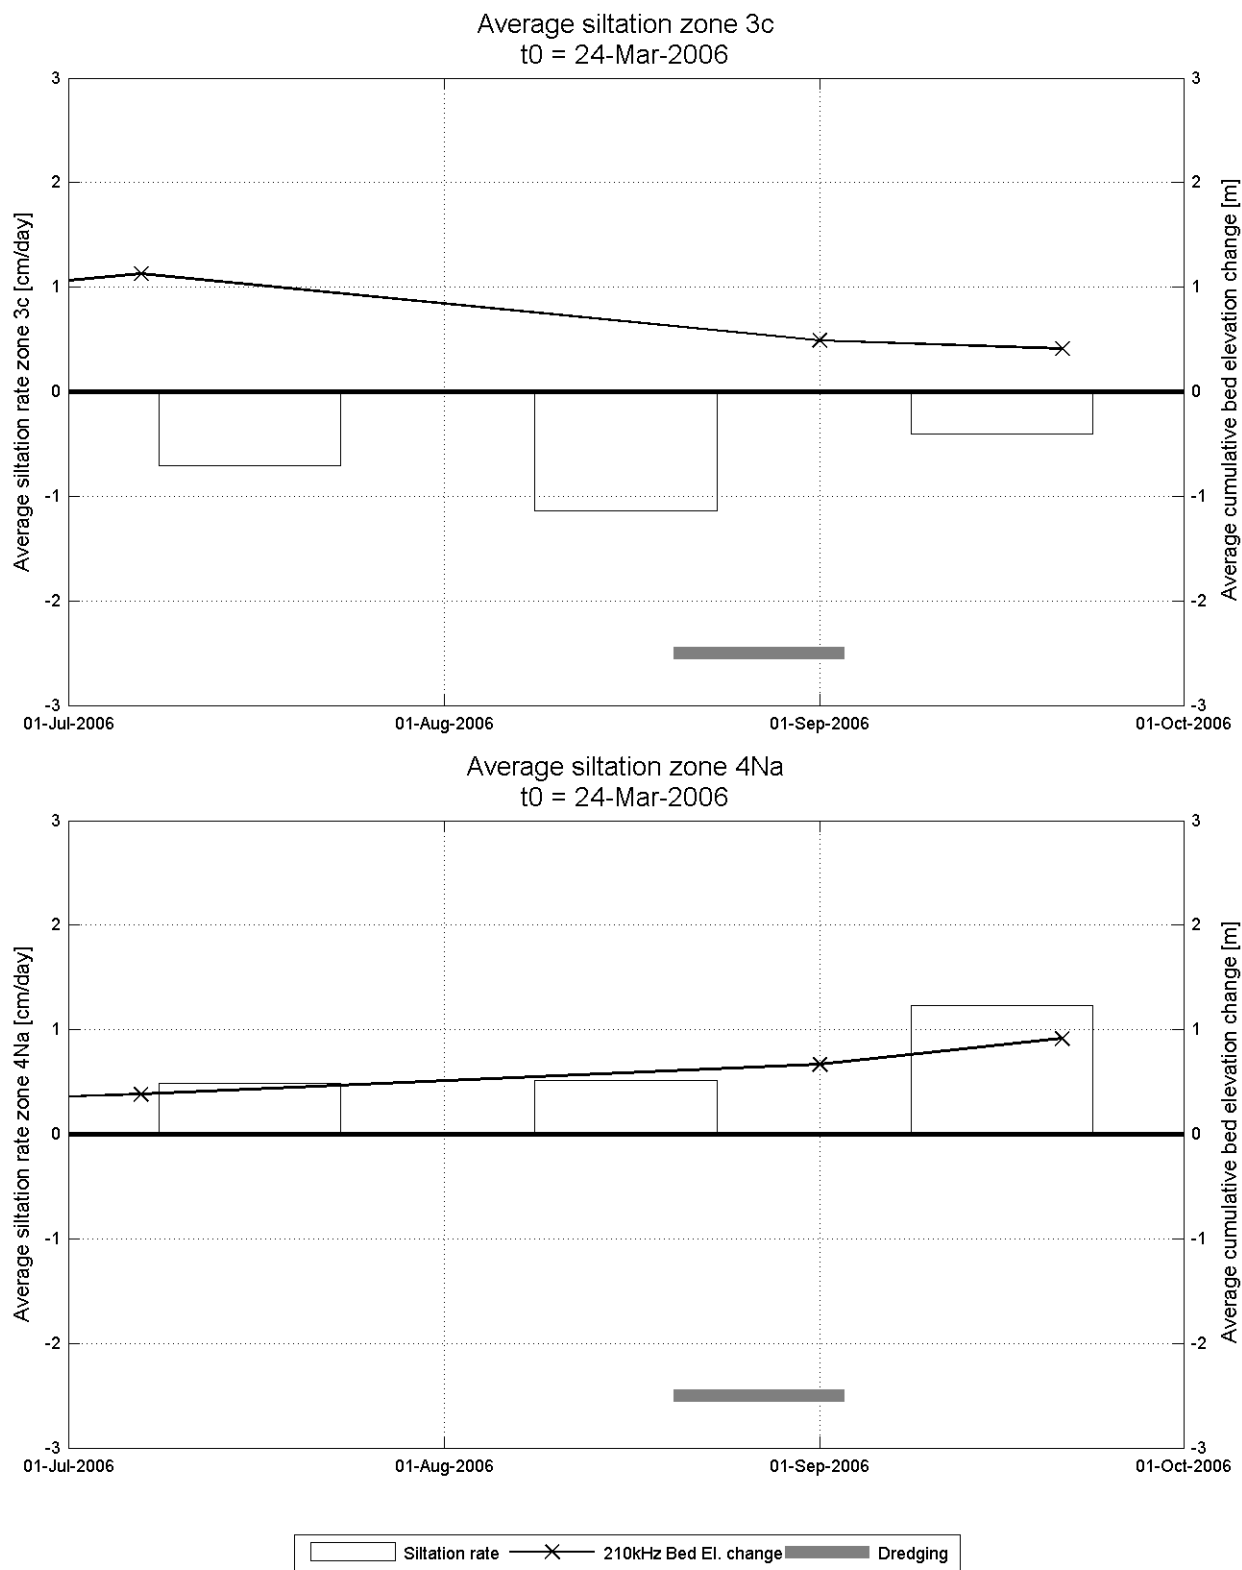 Average siltation zone 3c
t0 = 24-Mar-2006
Average siltation rate zone 3c [cm/day]
3
2
1
0
-1
-2
-3
3
2
1
0
-1
-2
-3
Average cumulative bed elevation change [m]
01-Jul-2006 01-Aug-2006 01-Sep-2006 01-Oct-2006
Average siltation zone 4Na
t0 = 24-Mar-2006
Average siltation rate zone 4Na [cm/day]
3
2
1
0
-1
-2
-3
3
2
1
0
-1
-2
-3
Average cumulative bed elevation change [m]
01-Jul-2006 01-Aug-2006 01-Sep-2006 01-Oct-2006
Siltation rate 210kHz Bed El. change Dredging